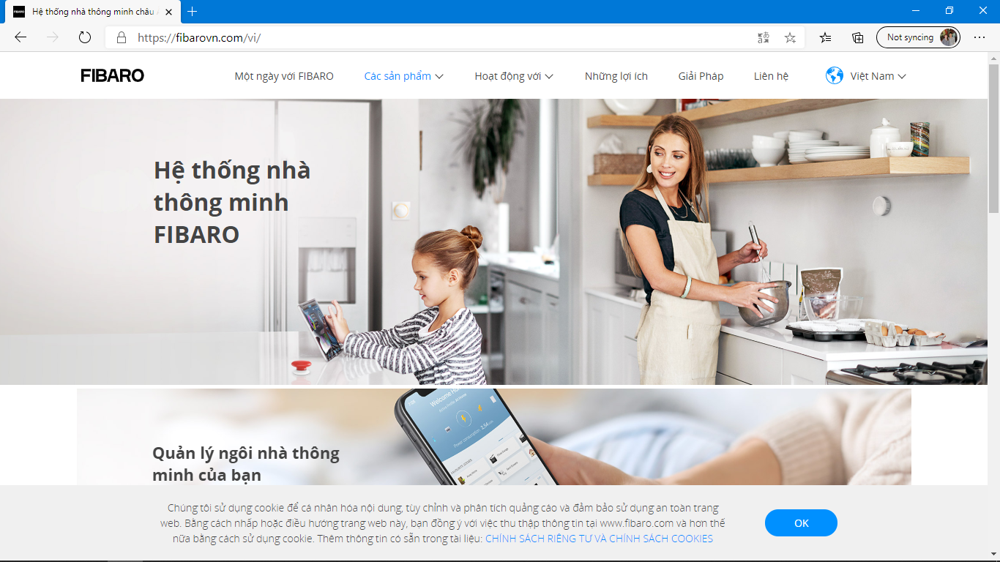 Hệ thống nhà thông minh châu
Not syncing
https://fibarovn.com/vi/
FIBARO
Một ngày với FIBARO
Các sản phẩm
Hoạt động với
Những lợi ích
Giải Pháp
Liên hệ
Việt Nam
Hệ thống nhà
thông minh
FIBARO
Welcome Ho
Power consumption
Quản lý ngôi nhà thông
minh của bạn
Chúng tôi sử dụng cookie để cá nhân hóa nội dung, tùy chỉnh và phân tích quảng cáo và đảm bảo sử dụng an toàn trang
web. Bằng cách nhấp hoặc điều hướng trang web này, bạn đồng ý với việc thu thập thông tin tại www.fibaro.com và hơn thế
nữa bằng cách sử dụng cookie. Thêm thông tin có sẵn trong tài liệu: CHÍNH SÁCH RIÊNG TƯ VÀ CHÍNH SÁCH COOKIES
OK